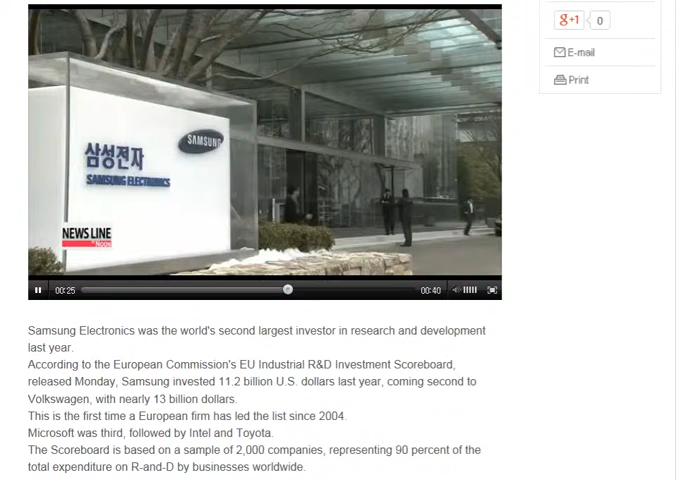 g+1 0
E-mail
Print
SAMSUNG
삼성전자
SAMSUNG ELECTRONICS
NEWS LINE
at Noon
00:25 00:40
Samsung Electronics was the world's second largest investor in research and development
last year.
According to the European Commission's EU Industrial R&D Investment Scoreboard,
released Monday, Samsung invested 11.2 billion U.S. dollars last year, coming second to
Volkswagen, with nearly 13 billion dollars.
This is the first time a European firm has led the list since 2004.
Microsoft was third, followed by Intel and Toyota.
The Scoreboard is based on a sample of 2,000 companies, representing 90 percent of the
total expenditure on R-and-D by businesses worldwide.